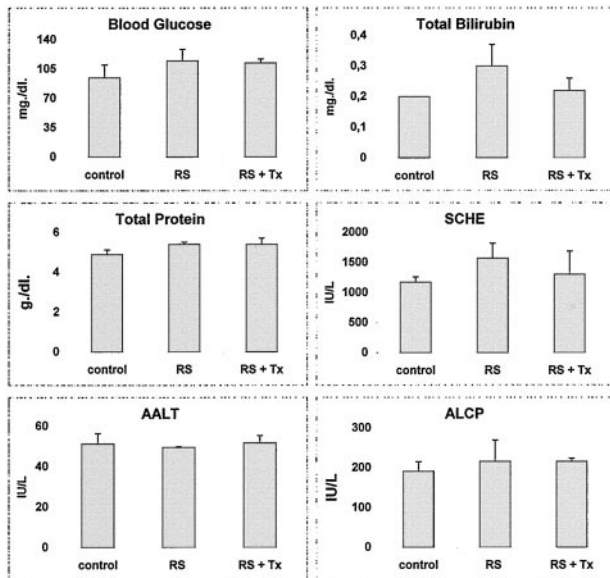 Blood Glucose
140
105
70
35
0
mg./dl.
control RS RS + Tx
Total Bilirubin
0,4
0,3
0,2
0,1
0
mg./dl.
control RS RS + Tx
Total Protein
6
4
2
0
g./dl.
control RS RS + Tx
SCHE
2000
1500
1000
500
0
IU/L
control RS RS + Tx
AALT
60
40
20
0
IU/L
control RS RS + Tx
ALCP
300
200
100
0
IU/L
control RS RS + Tx